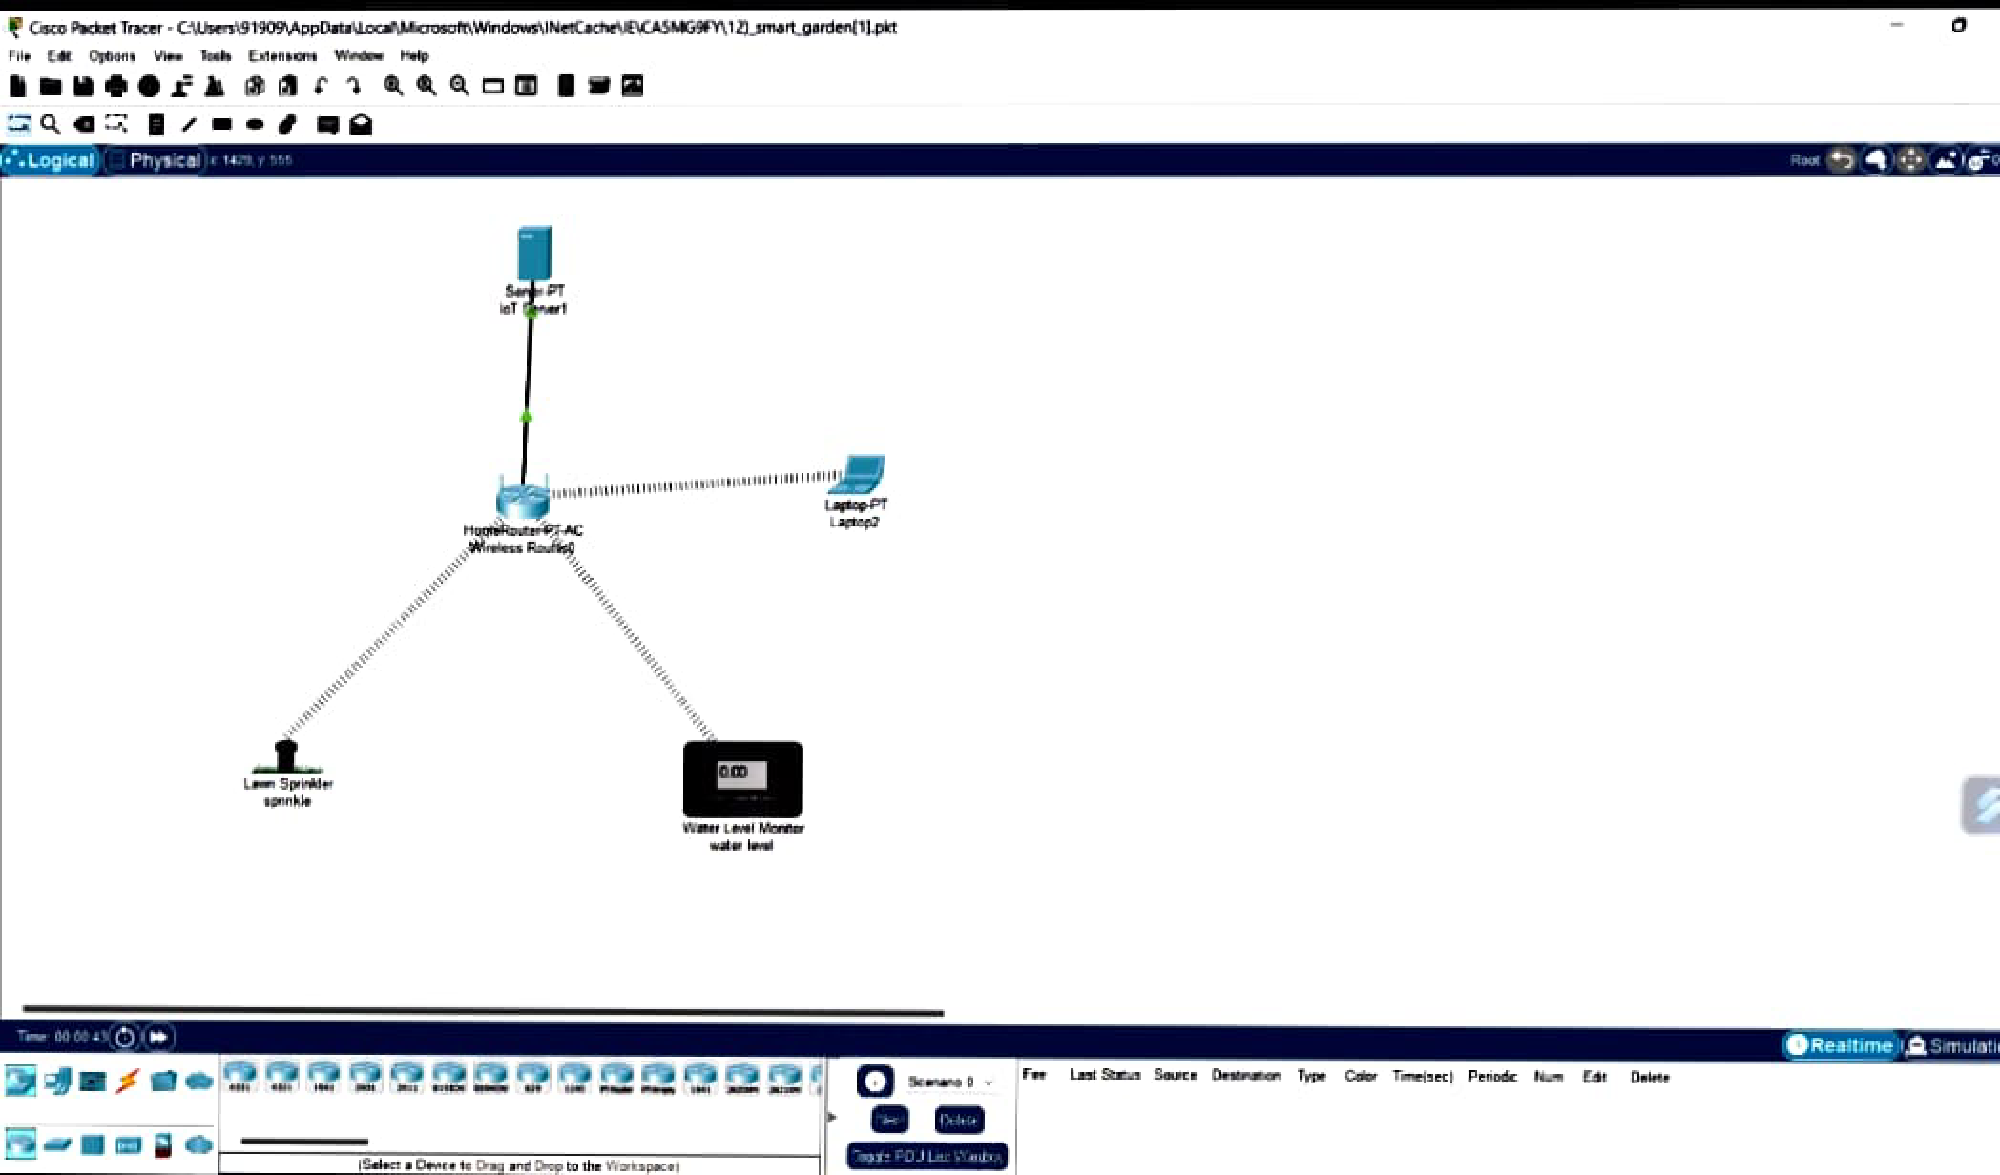 Cisco Packet Tracer - C:\Users\91909\AppData\Local\Microsoft\Windows\INetCache\IE\CA5MG9FY\12)_smart_garden[1].pkt
File Edit Options View Tools Extensions Window Help
Logical Physical x: 1429, y: 555 Root
Server-PT
IoT Server1
Laptop-PT
Laptop2
HomeRouter-PT-AC
Wireless Router0
0.00
Lawn Sprinkler
sprinkle
Water Level Monitor
water level
Time: 00:00:43
Realtime Simulati
Scenario 0
Fire Last Status Source Destination Type Color Time(sec) Periodic Num Edit Delete
New Delete
Toggle PDU List Window
(Select a Device to Drag and Drop to the Workspace)